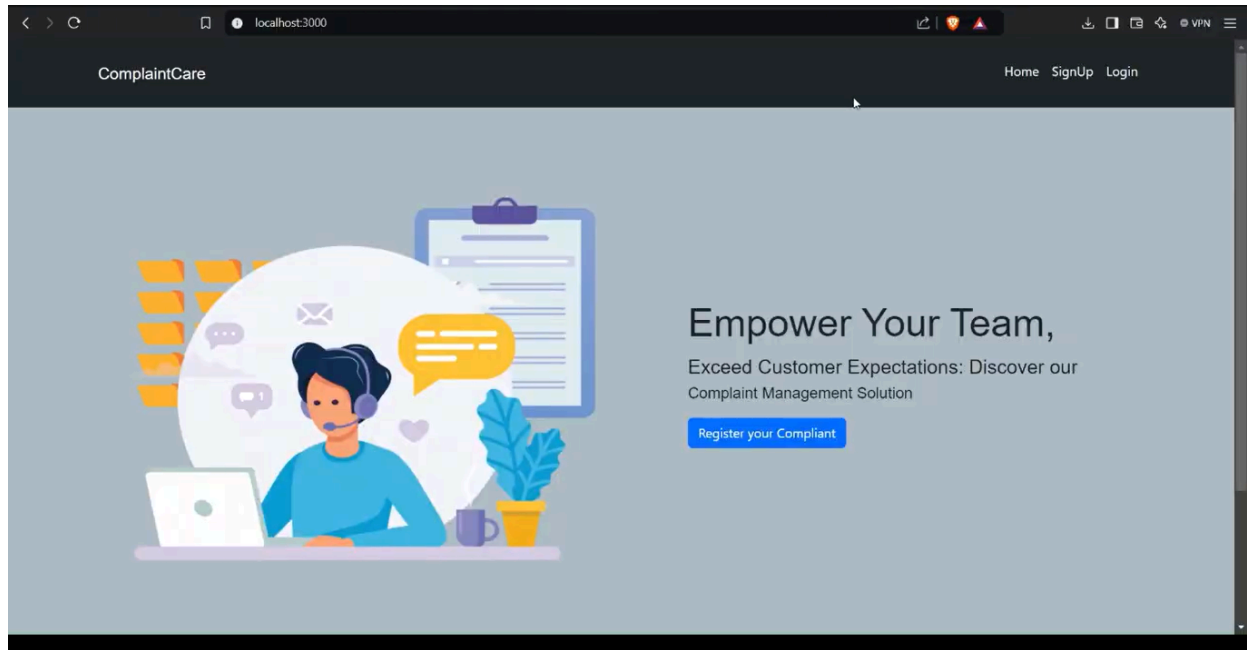 localhost:3000
VPN
ComplaintCare
Home SignUp Login
Empower Your Team,
Exceed Customer Expectations: Discover our
Complaint Management Solution
Register your Compliant